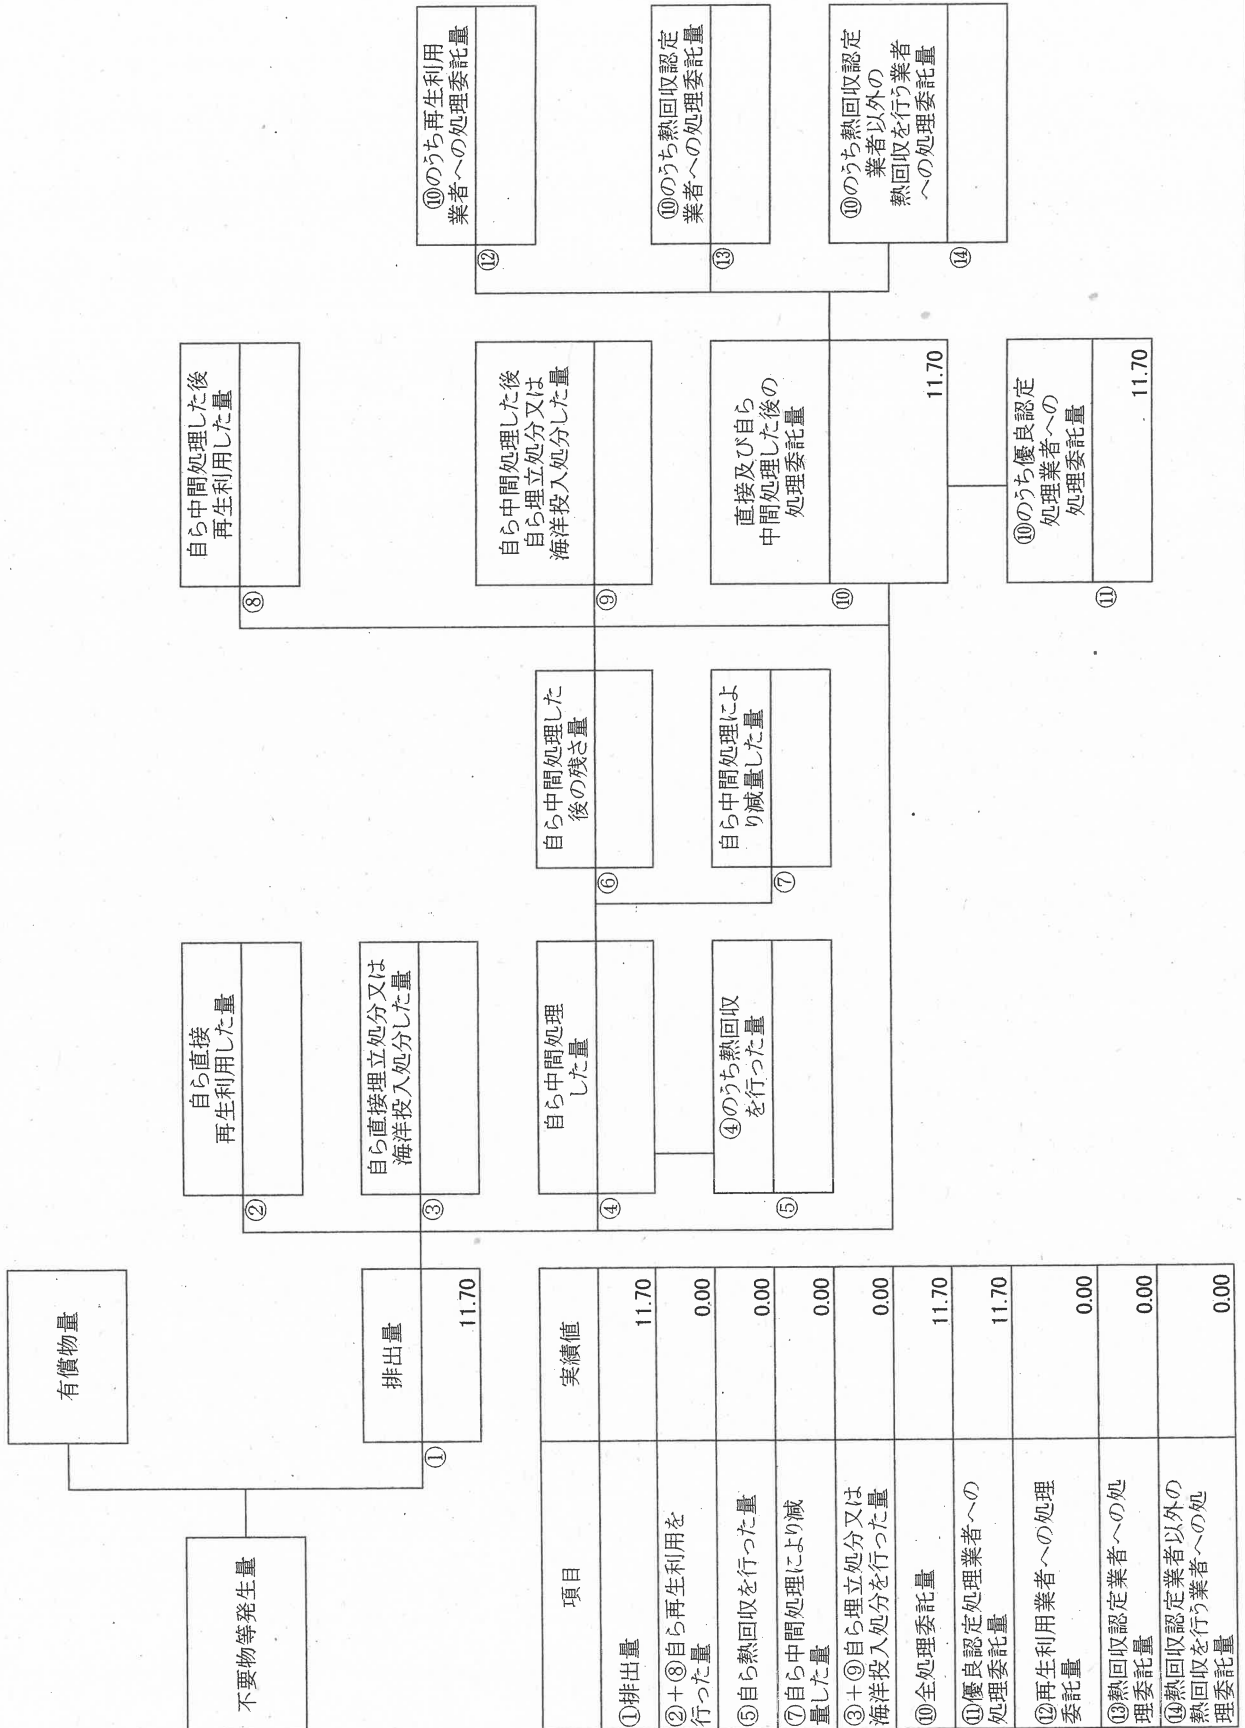 有償物量
不要物等発生量
排出量
①
11.70
自ら直接
再生利用した量
②
自ら直接埋立処分又は
海洋投入処分した量
③
自ら中間処理
した量
④
④のうち熱回収
を行った量
⑤
自ら中間処理した
後の残さ量
⑥
自ら中間処理によ
り減量した量
⑦
自ら中間処理した後
再生利用した量
⑧
自ら中間処理した後
自ら埋立処分又は
海洋投入処分した量
⑨
直接及び自ら
中間処理した後の
処理委託量
⑩
11.70
⑩のうち優良認定
処理業者への
処理委託量
⑪
11.70
⑩のうち再生利用
業者への処理委託量
⑫
⑩のうち熱回収認定
業者への処理委託量
⑬
⑩のうち熱回収認定
業者以外の
熱回収を行う業者
への処理委託量
⑭
項目 実績値
①排出量 11.70
②+⑧自ら再生利用を
行った量 0.00
⑤自ら熱回収を行った量 0.00
⑦自ら中間処理により減
量した量 0.00
③+⑨自ら埋立処分又は
海洋投入処分を行った量 0.00
⑩全処理委託量 11.70
⑪優良認定処理業者への
処理委託量 11.70
⑫再生利用業者への処理
委託量 0.00
⑬熱回収認定業者への処
理委託量 0.00
⑭熱回収認定業者以外の
熱回収を行う業者への処
理委託量 0.00